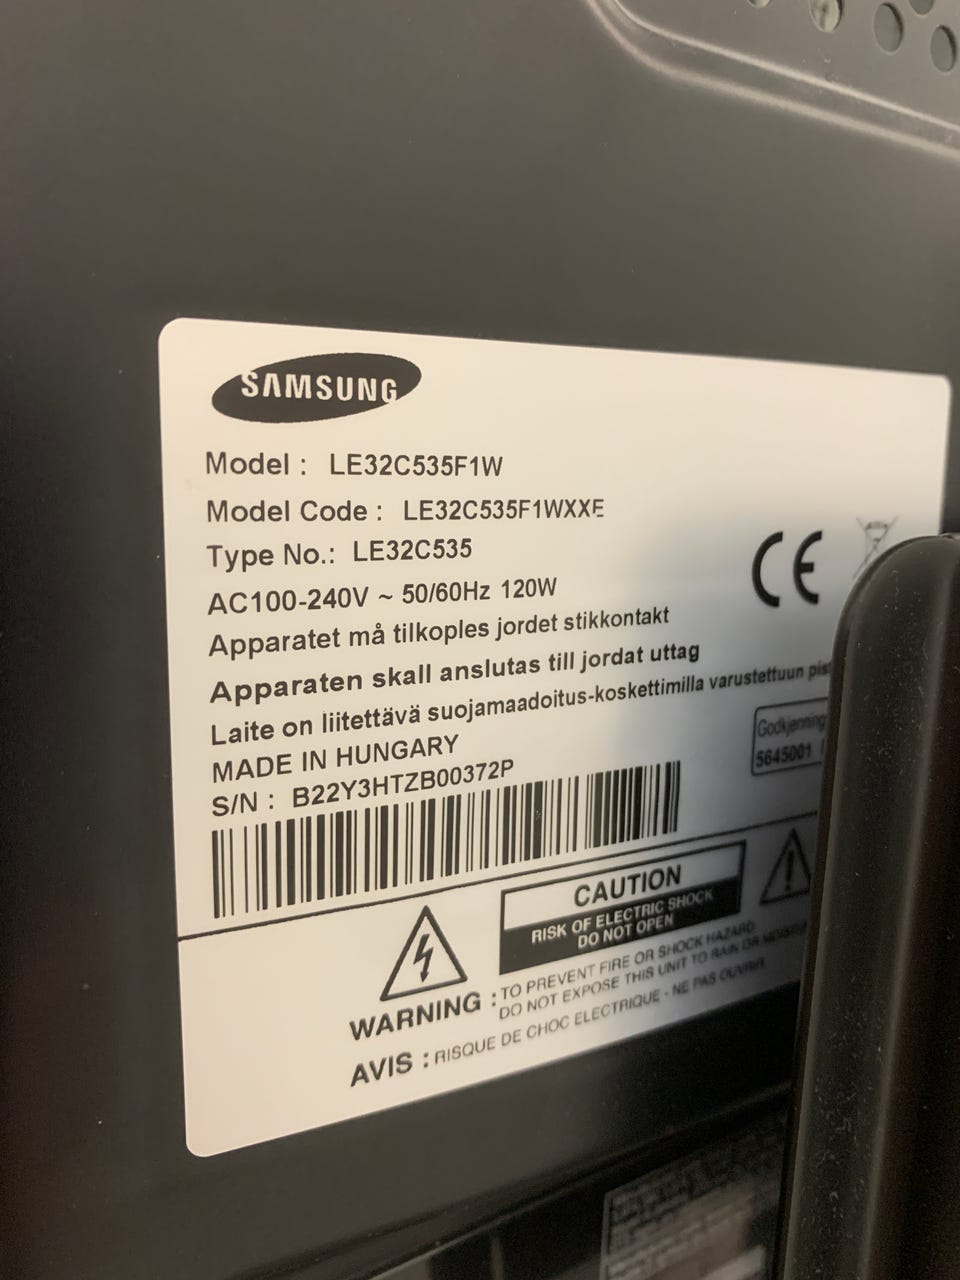 SAMSUNG
Model : LE32C535F1W
Model Code : LE32C535F1WXXE
Type No.: LE32C535
AC100-240V ~ 50/60Hz 120W
Apparatet må tilkoples jordet stikkontakt
Apparaten skall anslutas till jordat uttag
Laite on liitettävä suojamaadoitus-koskettimilla varustettuun
MADE IN HUNGARY
S/N : B22Y3HTZB00372P
CE
Godkjenning
5645001
CAUTION
RISK OF ELECTRIC SHOCK
DO NOT OPEN
WARNING : TO PREVENT FIRE OR SHOCK HAZARD
DO NOT EXPOSE THIS UNIT TO RAIN OR
AVIS : RISQUE DE CHOC ELECTRIQUE - NE PAS OUVRIR